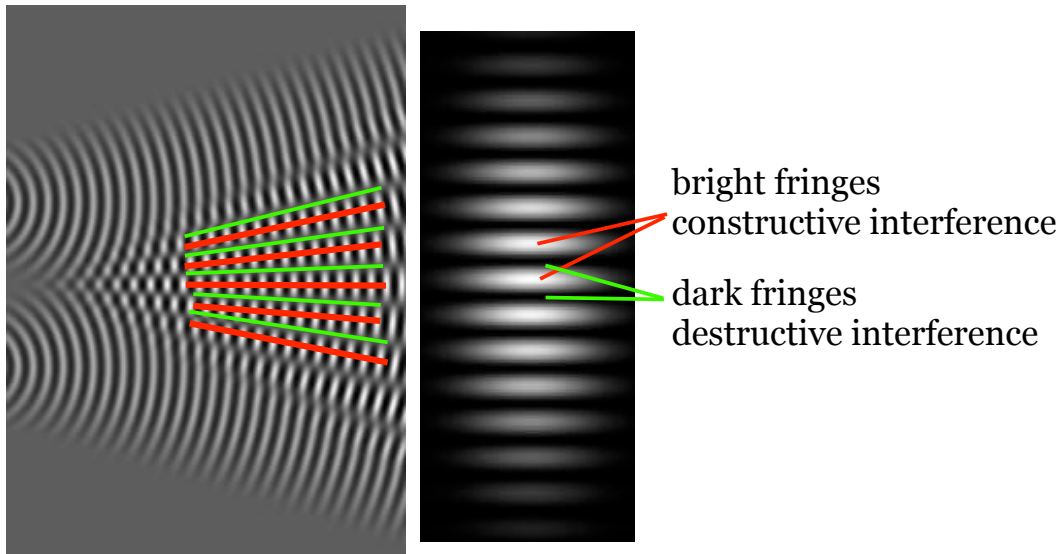 bright fringes
constructive interference
dark fringes
destructive interference